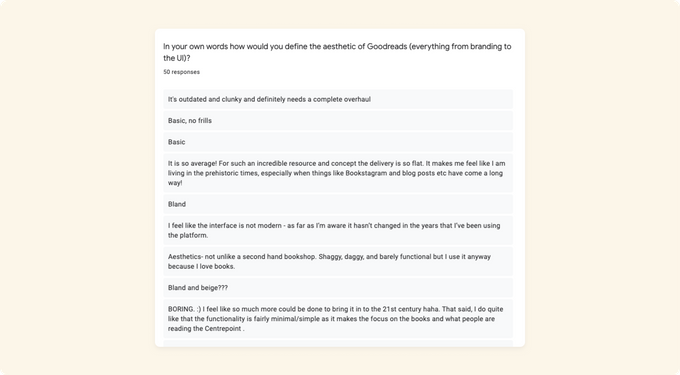 In your own words how would you define the aesthetic of Goodreads (everything from branding to
the UI)?
50 responses
It's outdated and clunky and definitely needs a complete overhaul
Basic, no frills
Basic
It is so average! For such an incredible resource and concept the delivery is so flat. It makes me feel like I am
living in the prehistoric times, especially when things like Bookstagram and blog posts etc have come a long
way!
Bland
I feel like the interface is not modern - as far as I'm aware it hasn't changed in the years that I've been using
the platform.
Aesthetics- not unlike a second hand bookshop. Shaggy, daggy, and barely functional but I use it anyway
because I love books.
Bland and beige???
BORING. :) I feel like so much more could be done to bring it in to the 21st century haha. That said, I do quite
like that the functionality is fairly minimal/simple as it makes the focus on the books and what people are
reading the Centrepoint .